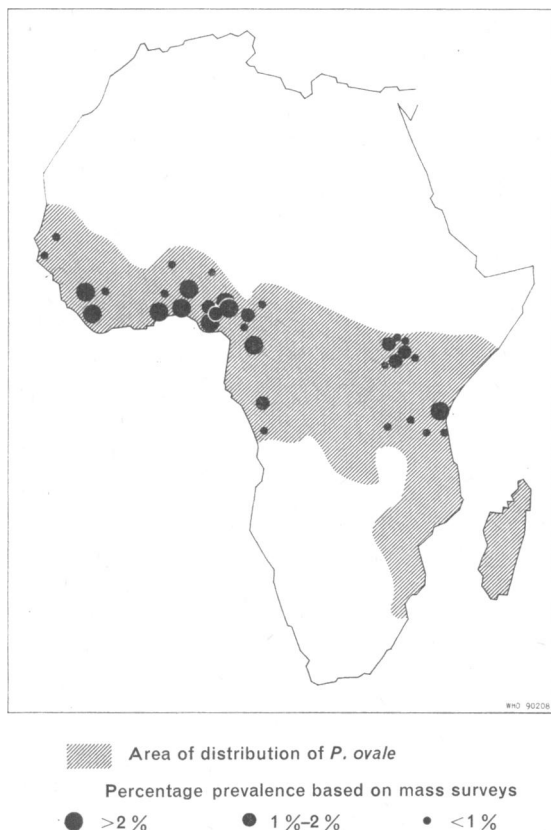 WHO 90208
Area of distribution of P. ovale
Percentage prevalence based on mass surveys
>2 % 1 %–2 % <1 %